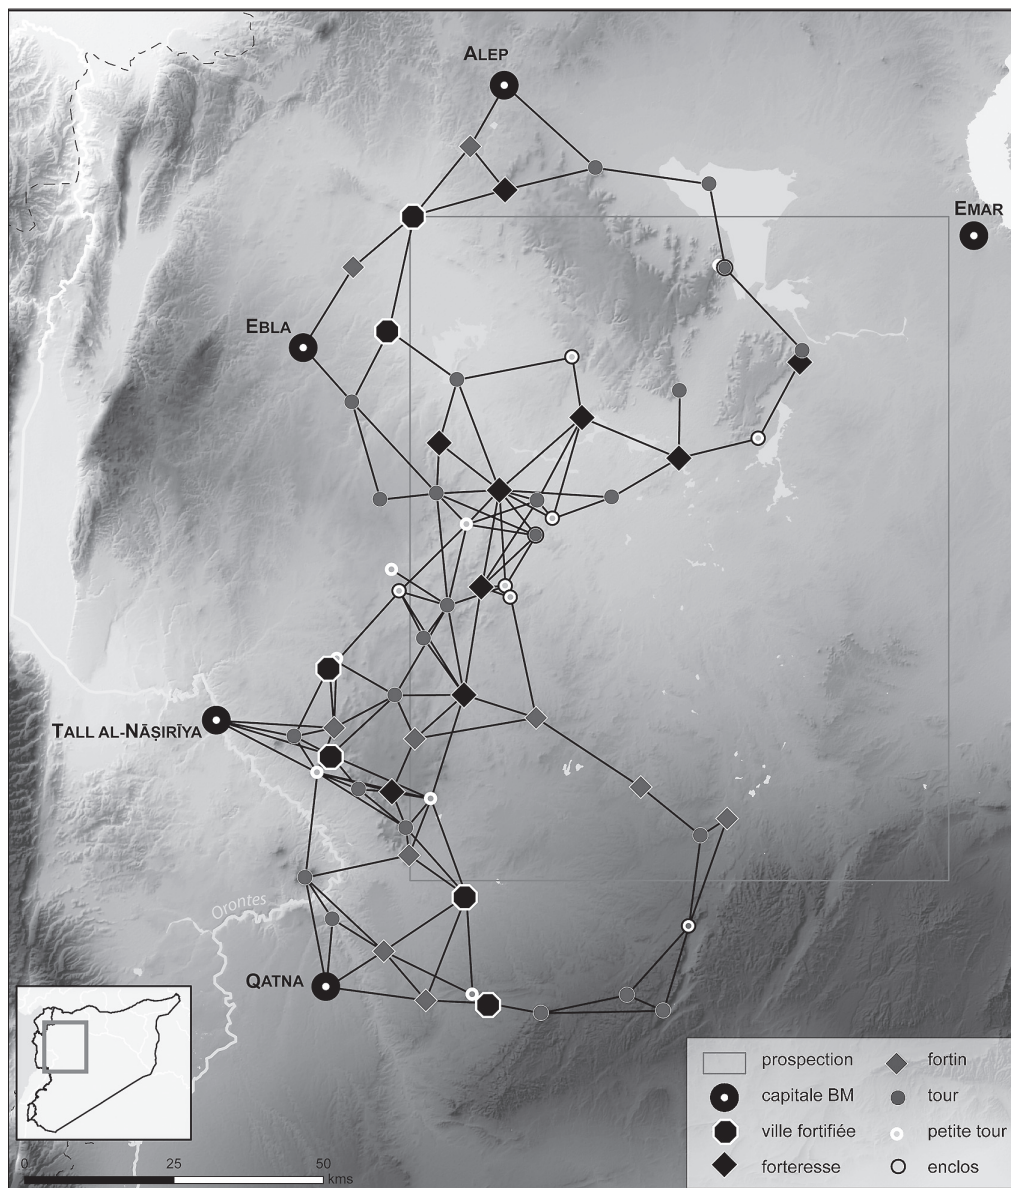 ALEP
EMAR
EBLA
TALL AL-NĀṢIRĪYA
Orontes
QATNA
prospection
capitale BM
ville fortifiée
forteresse
fortin
tour
petite tour
enclos
0 25 50
kms